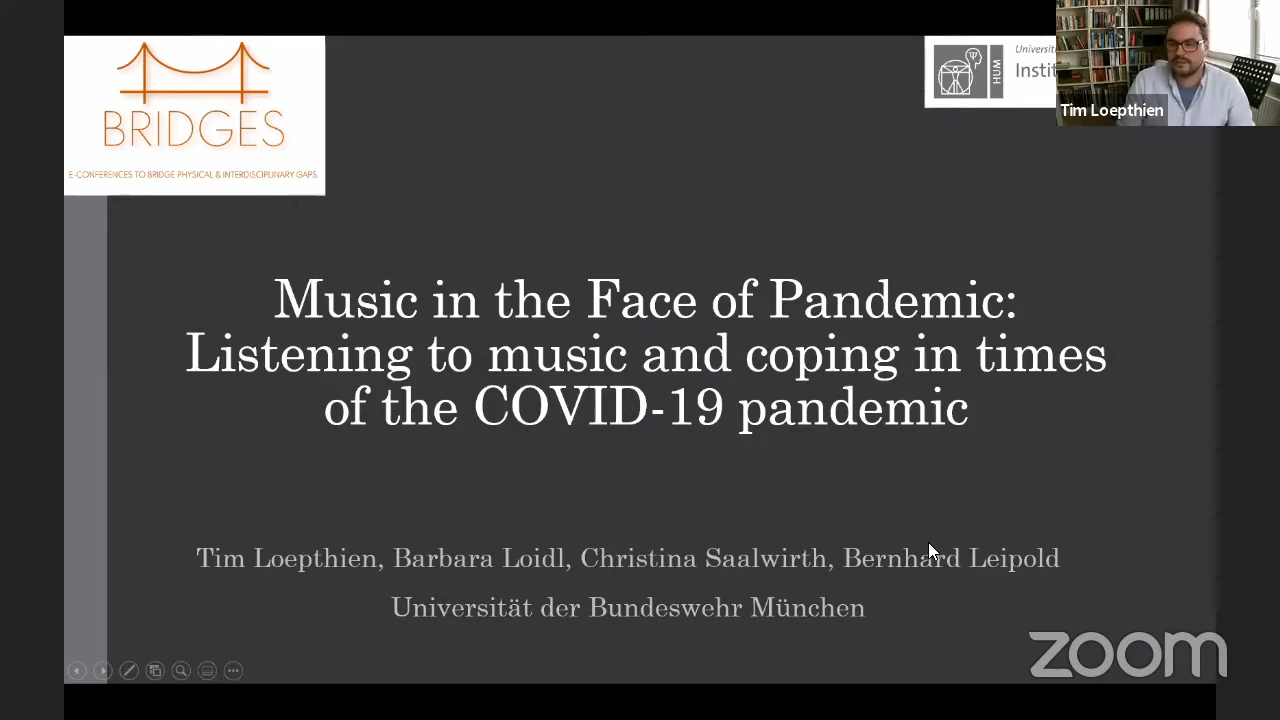 BRIDGES
E-CONFERENCES TO BRIDGE PHYSICAL & INTERDISCIPLINARY GAPS
HUM
Tim Loepthien
Music in the Face of Pandemic:
Listening to music and coping in times
of the COVID-19 pandemic
Tim Loepthien, Barbara Loidl, Christina Saalwirth, Bernhard Leipold
Universität der Bundeswehr München
zoom